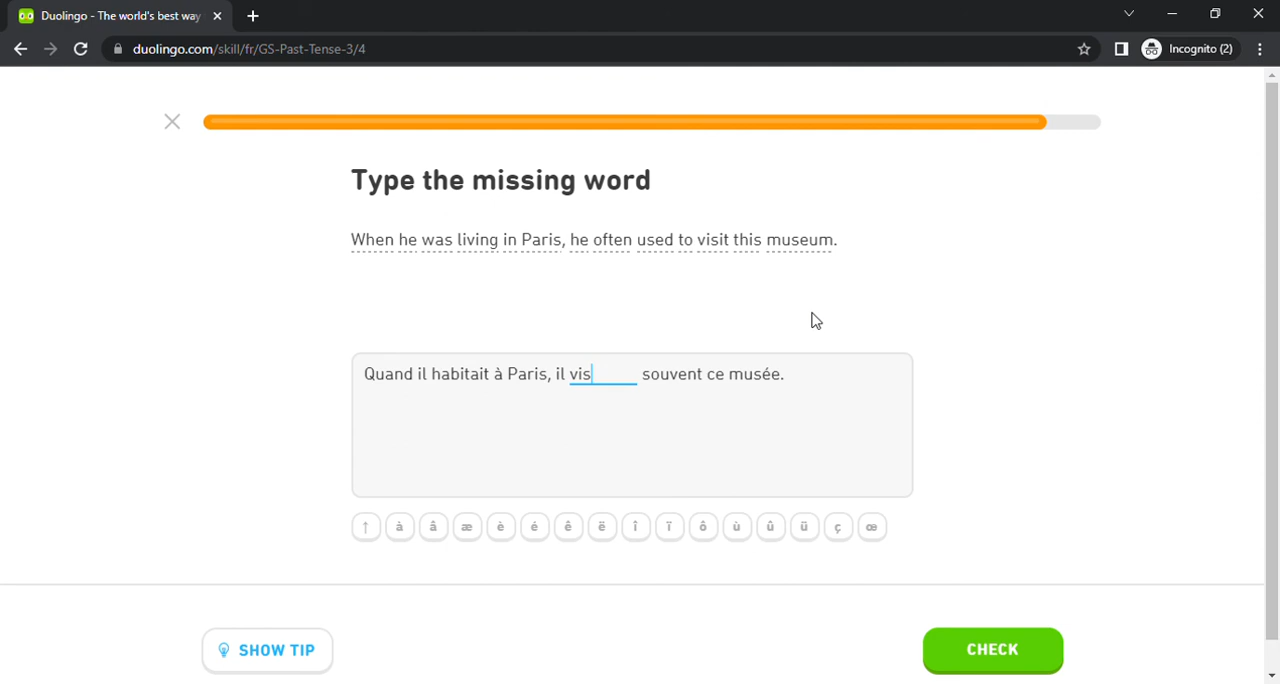 Duolingo - The world's best way
duolingo.com/skill/fr/GS-Past-Tense-3/4
Incognito (2)
Type the missing word
When he was living in Paris, he often used to visit this museum.
Quand il habitait à Paris, il vis souvent ce musée.
↑ à â æ è é ê ë î ï ô ù û ü ç œ
SHOW TIP
CHECK